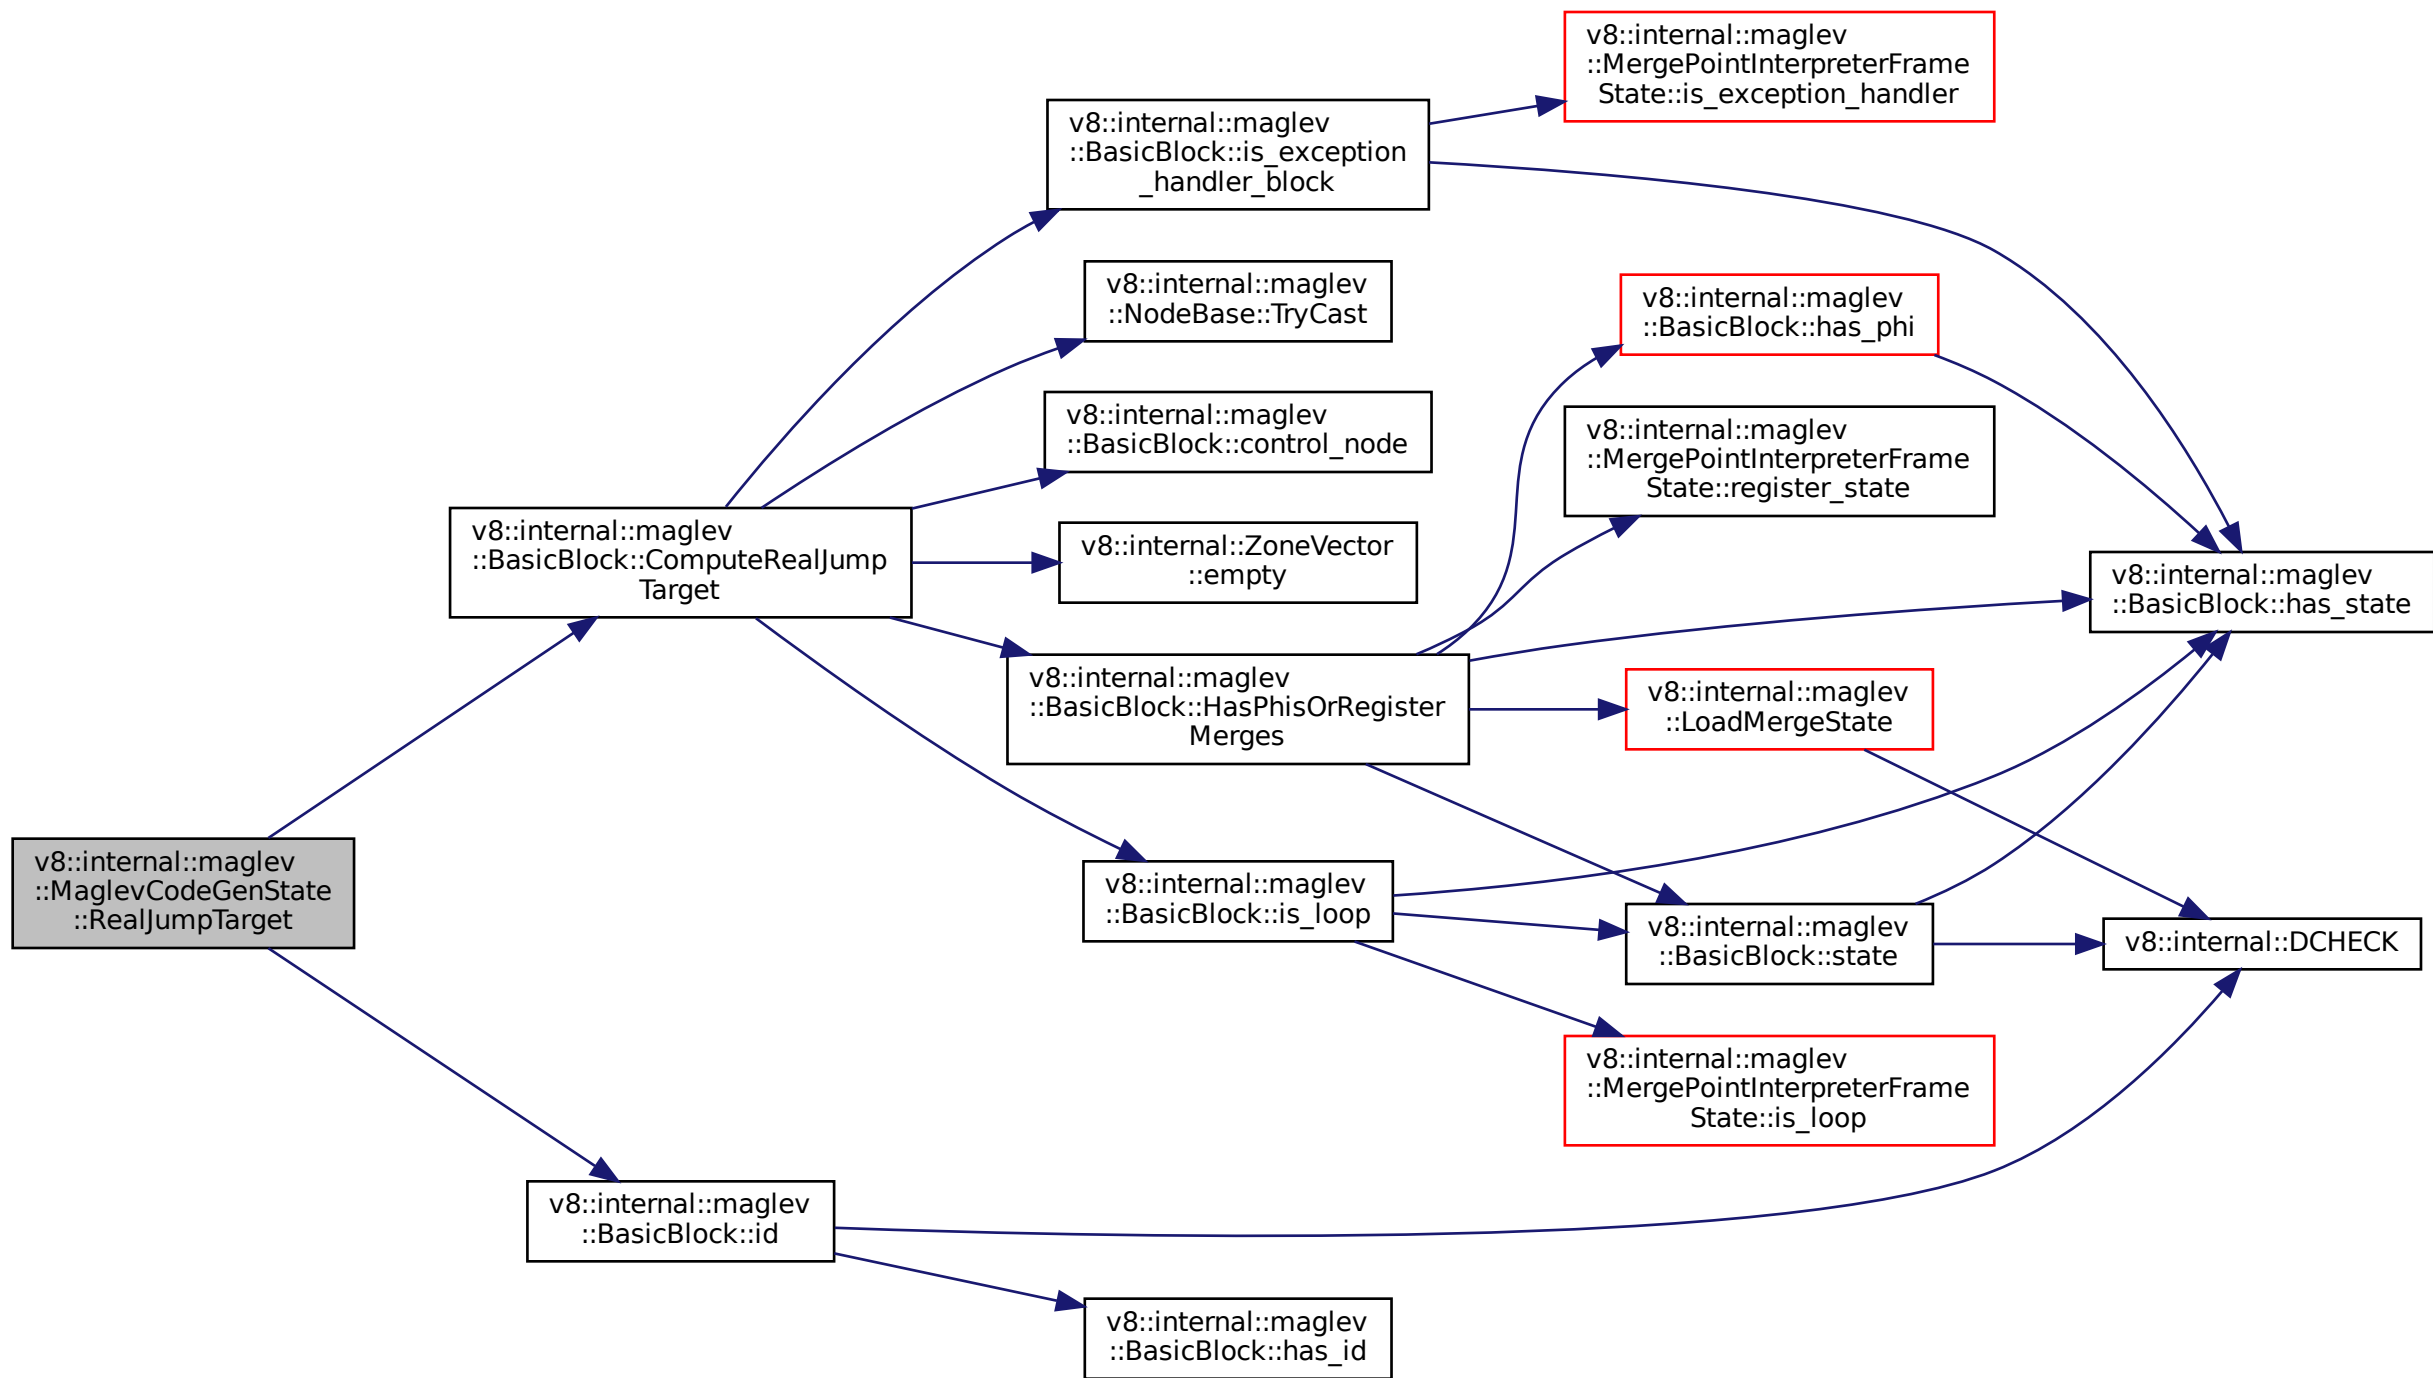 v8::internal::maglev
::MergePointInterpreterFrame
State::is_exception_handler
v8::internal::maglev
::BasicBlock::is_exception
_handler_block
v8::internal::maglev
::NodeBase::TryCast
v8::internal::maglev
::BasicBlock::has_phi
v8::internal::maglev
::BasicBlock::control_node
v8::internal::maglev
::MergePointInterpreterFrame
State::register_state
v8::internal::maglev
::BasicBlock::ComputeRealJump
Target
v8::internal::ZoneVector
::empty
v8::internal::maglev
::BasicBlock::has_state
v8::internal::maglev
::BasicBlock::HasPhisOrRegister
Merges
v8::internal::maglev
::LoadMergeState
v8::internal::maglev
::MaglevCodeGenState
::RealJumpTarget
v8::internal::maglev
::BasicBlock::is_loop
v8::internal::maglev
::BasicBlock::state
v8::internal::DCHECK
v8::internal::maglev
::MergePointInterpreterFrame
State::is_loop
v8::internal::maglev
::BasicBlock::id
v8::internal::maglev
::BasicBlock::has_id